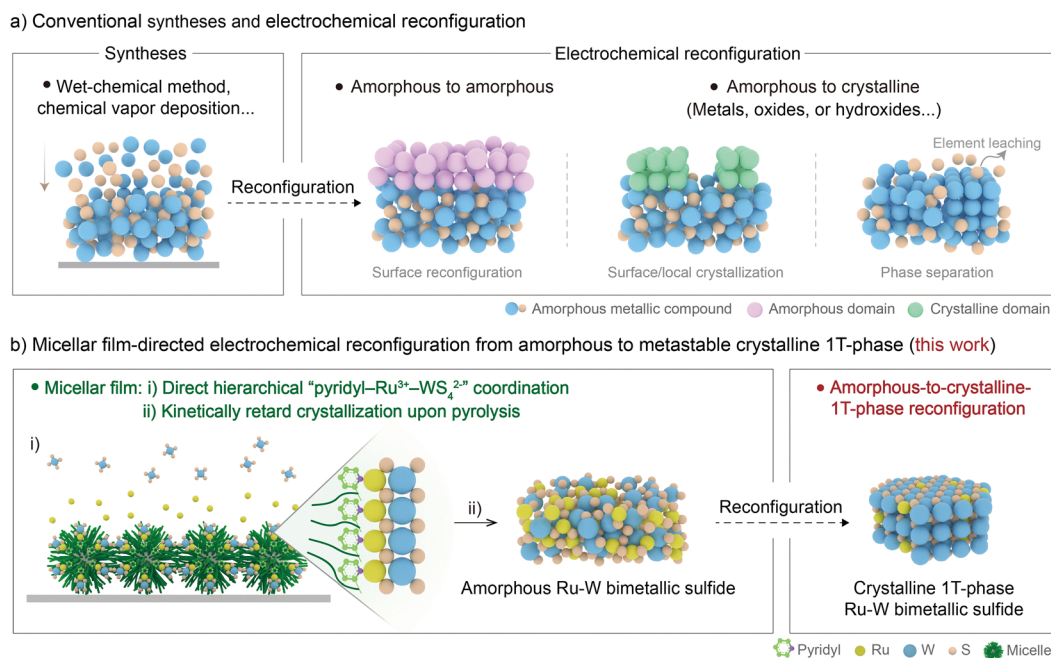 a) Conventional syntheses and electrochemical reconfiguration
Syntheses
• Wet-chemical method,
chemical vapor deposition...
Reconfiguration
Electrochemical reconfiguration
• Amorphous to amorphous
• Amorphous to crystalline
(Metals, oxides, or hydroxides...)
Element leaching
Surface reconfiguration
Surface/local crystallization
Phase separation
Amorphous metallic compound
Amorphous domain
Crystalline domain
b) Micellar film-directed electrochemical reconfiguration from amorphous to metastable crystalline 1T-phase (this work)
• Micellar film: i) Direct hierarchical “pyridyl–Ru³⁺–WS₄²⁻” coordination
ii) Kinetically retard crystallization upon pyrolysis
i)
ii)
Amorphous Ru-W bimetallic sulfide
Reconfiguration
• Amorphous-to-crystalline-
1T-phase reconfiguration
Crystalline 1T-phase
Ru-W bimetallic sulfide
Pyridyl
Ru
W
S
Micelle